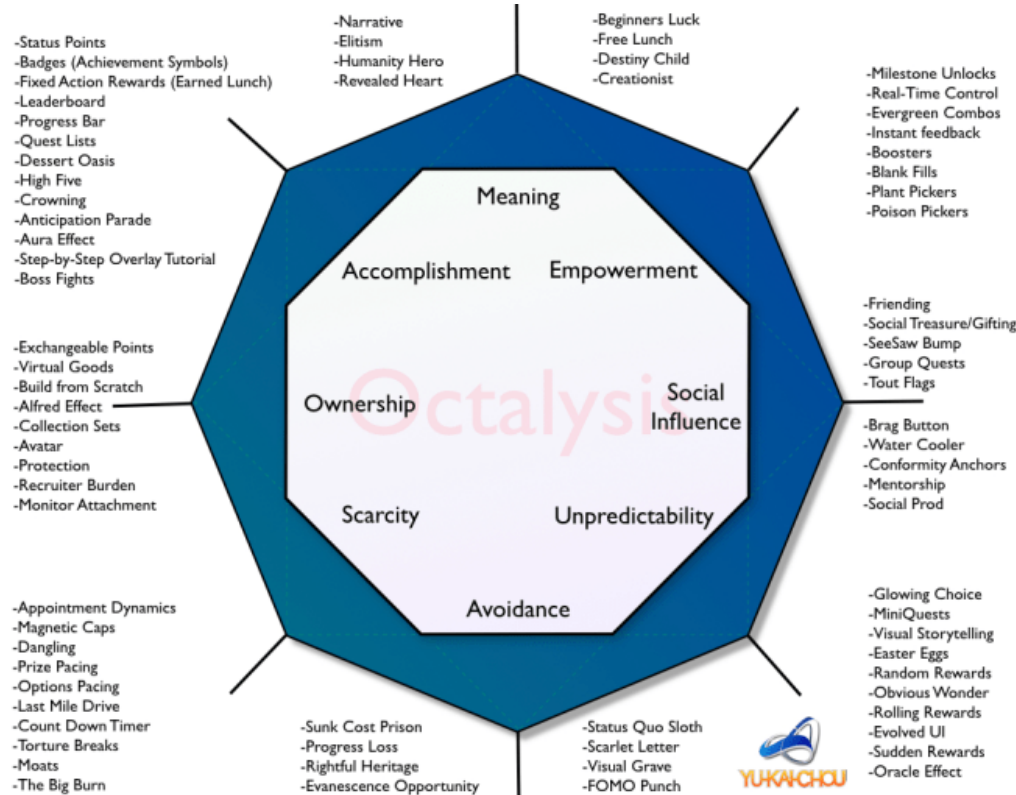 -Narrative
-Elitism
-Humanity Hero
-Revealed Heart
-Beginners Luck
-Free Lunch
-Destiny Child
-Creationist
-Status Points
-Badges (Achievement Symbols)
-Fixed Action Rewards (Earned Lunch)
-Leaderboard
-Progress Bar
-Quest Lists
-Dessert Oasis
-High Five
-Crowning
-Anticipation Parade
-Aura Effect
-Step-by-Step Overlay Tutorial
-Boss Fights
-Milestone Unlocks
-Real-Time Control
-Evergreen Combos
-Instant feedback
-Boosters
-Blank Fills
-Plant Pickers
-Poison Pickers
Meaning
Accomplishment
Empowerment
Ownership
Octalysis
Social
Influence
Scarcity
Unpredictability
Avoidance
-Exchangeable Points
-Virtual Goods
-Build from Scratch
-Alfred Effect
-Collection Sets
-Avatar
-Protection
-Recruiter Burden
-Monitor Attachment
-Friending
-Social Treasure/Gifting
-SeeSaw Bump
-Group Quests
-Tout Flags
-Brag Button
-Water Cooler
-Conformity Anchors
-Mentorship
-Social Prod
-Appointment Dynamics
-Magnetic Caps
-Dangling
-Prize Pacing
-Options Pacing
-Last Mile Drive
-Count Down Timer
-Torture Breaks
-Moats
-The Big Burn
-Sunk Cost Prison
-Progress Loss
-Rightful Heritage
-Evanescence Opportunity
-Status Quo Sloth
-Scarlet Letter
-Visual Grave
-FOMO Punch
-Glowing Choice
-MiniQuests
-Visual Storytelling
-Easter Eggs
-Random Rewards
-Obvious Wonder
-Rolling Rewards
-Evolved UI
-Sudden Rewards
-Oracle Effect
YU-KAI-CHOU